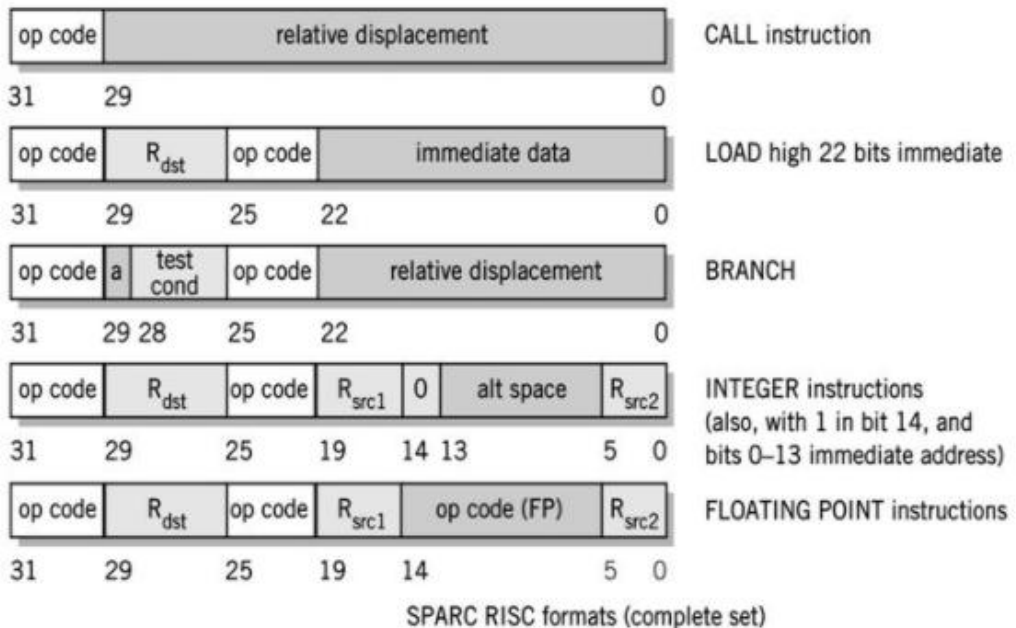 op code relative displacement CALL instruction
31 29 0
op code Rdst op code immediate data LOAD high 22 bits immediate
31 29 25 22 0
op code a test cond op code relative displacement BRANCH
31 29 28 25 22 0
op code Rdst op code Rsrc1 0 alt space Rsrc2 INTEGER instructions
(also, with 1 in bit 14, and
bits 0–13 immediate address)
31 29 25 19 14 13 5 0
op code Rdst op code Rsrc1 op code (FP) Rsrc2 FLOATING POINT instructions
31 29 25 19 14 5 0
SPARC RISC formats (complete set)